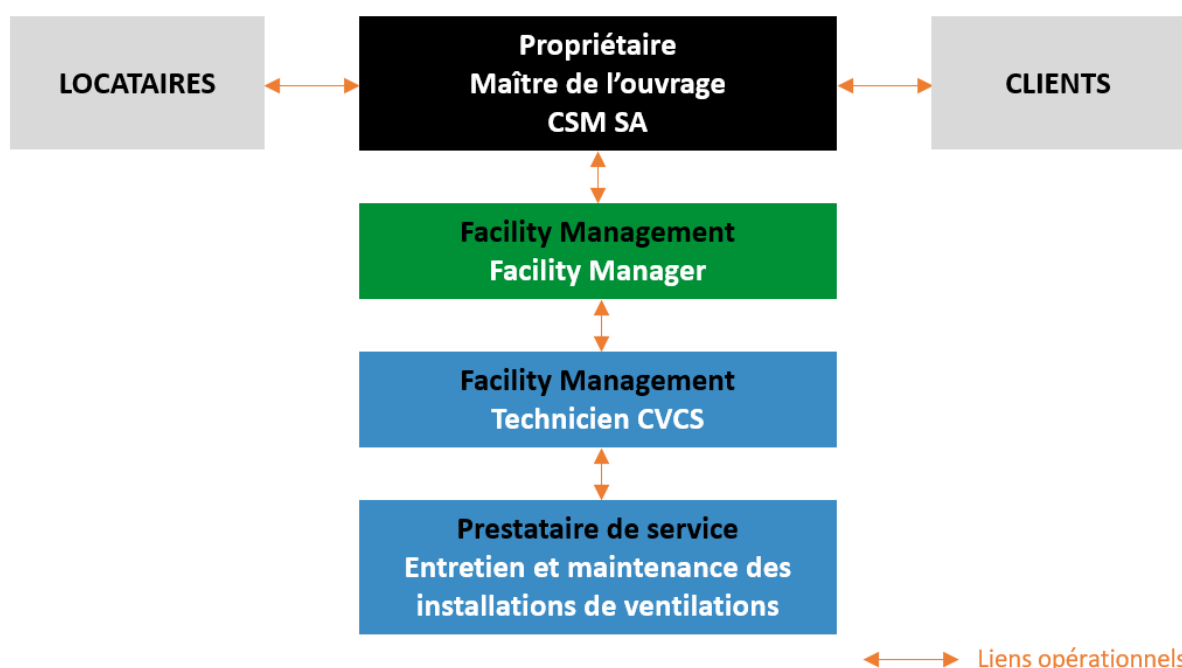 LOCATAIRES
Propriétaire
Maître de l’ouvrage
CSM SA
CLIENTS
Facility Management
Facility Manager
Facility Management
Technicien CVCS
Prestataire de service
Entretien et maintenance des
installations de ventilations
Liens opérationnels